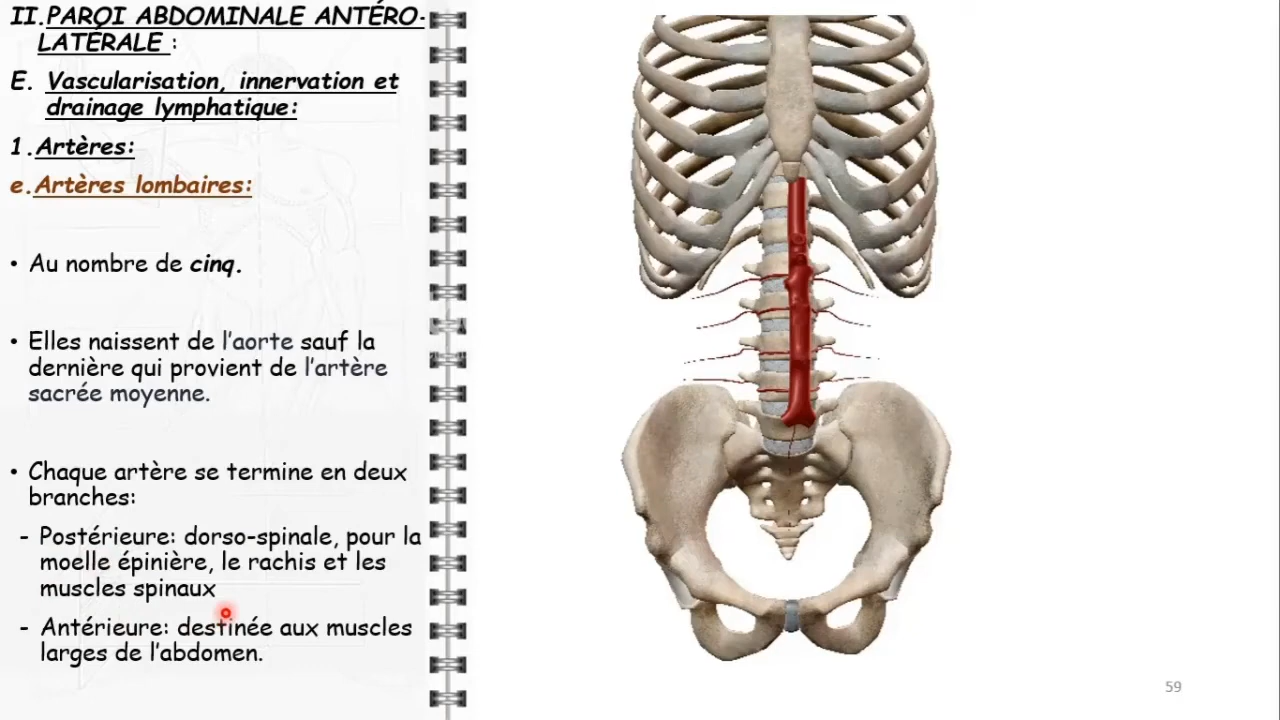 II.PAROI ABDOMINALE ANTÉRO-
LATÉRALE :
E. Vascularisation, innervation et
drainage lymphatique:
1.Artères:
e.Artères lombaires:
• Au nombre de cinq.
• Elles naissent de l’aorte sauf la
dernière qui provient de l’artère
sacrée moyenne.
• Chaque artère se termine en deux
branches:
- Postérieure: dorso-spinale, pour la
moelle épinière, le rachis et les
muscles spinaux
- Antérieure: destinée aux muscles
larges de l’abdomen.
59